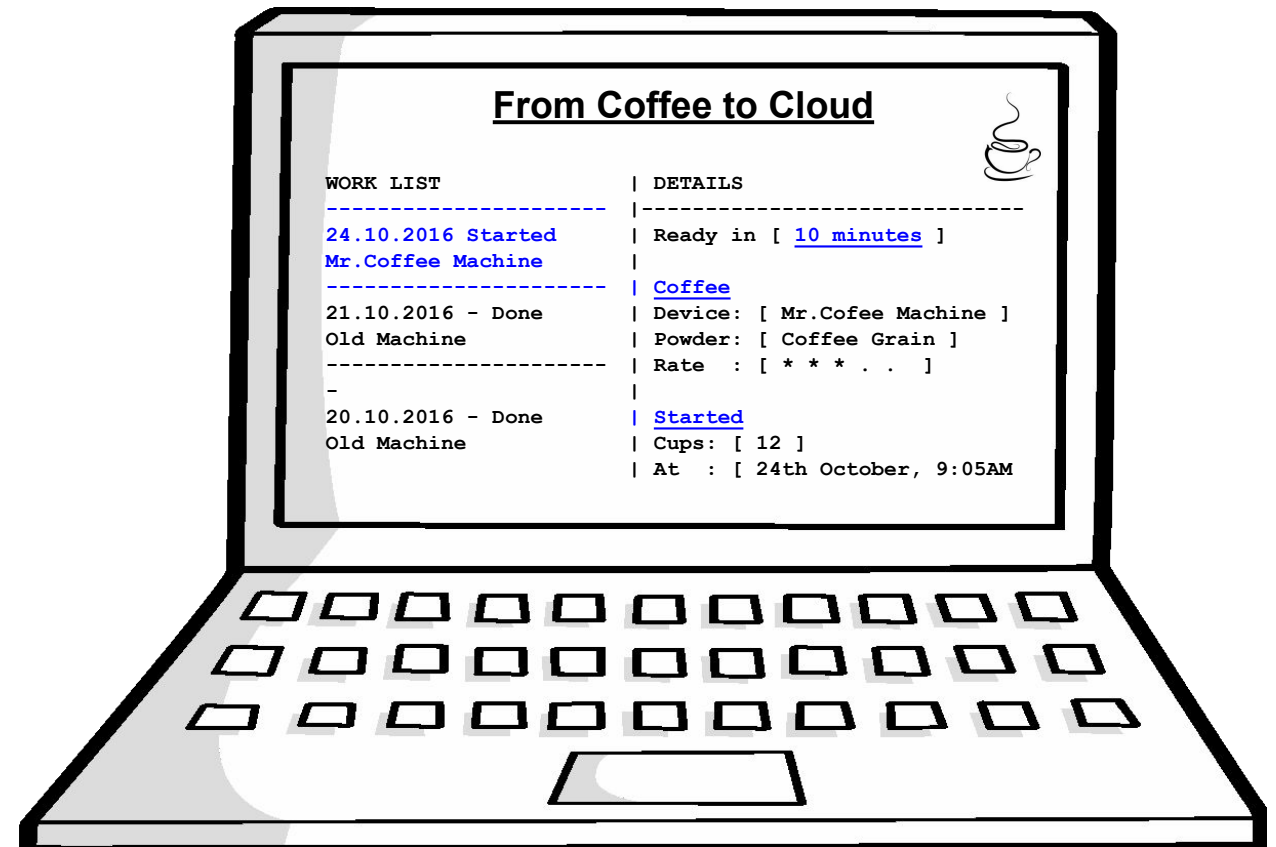 From Coffee to Cloud
WORK LIST | DETAILS
---------------------- |------------------------------
24.10.2016 Started | Ready in [ 10 minutes ]
Mr.Coffee Machine |
---------------------- | Coffee
21.10.2016 - Done | Device: [ Mr.Cofee Machine ]
Old Machine | Powder: [ Coffee Grain ]
---------------------- | Rate : [ * * * . . ]
- |
20.10.2016 - Done | Started
Old Machine | Cups: [ 12 ]
| At : [ 24th October, 9:05AM